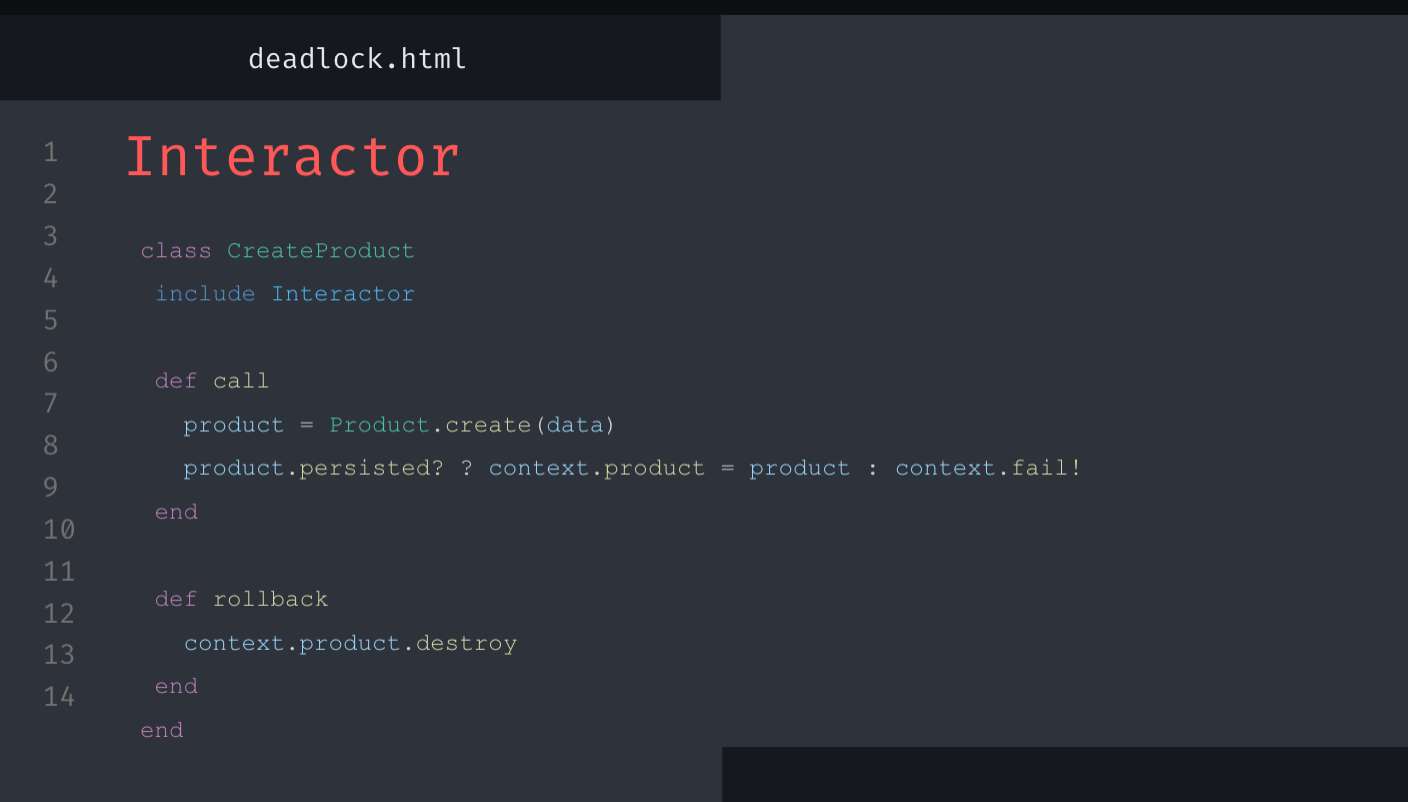 deadlock.html
Interactor
1
2
3
4
5
6
7
8
9
10
11
12
13
14
class CreateProduct
 include Interactor
 def call
   product = Product.create(data)
   product.persisted? ? context.product = product : context.fail!
 end
 def rollback
   context.product.destroy
 end
end